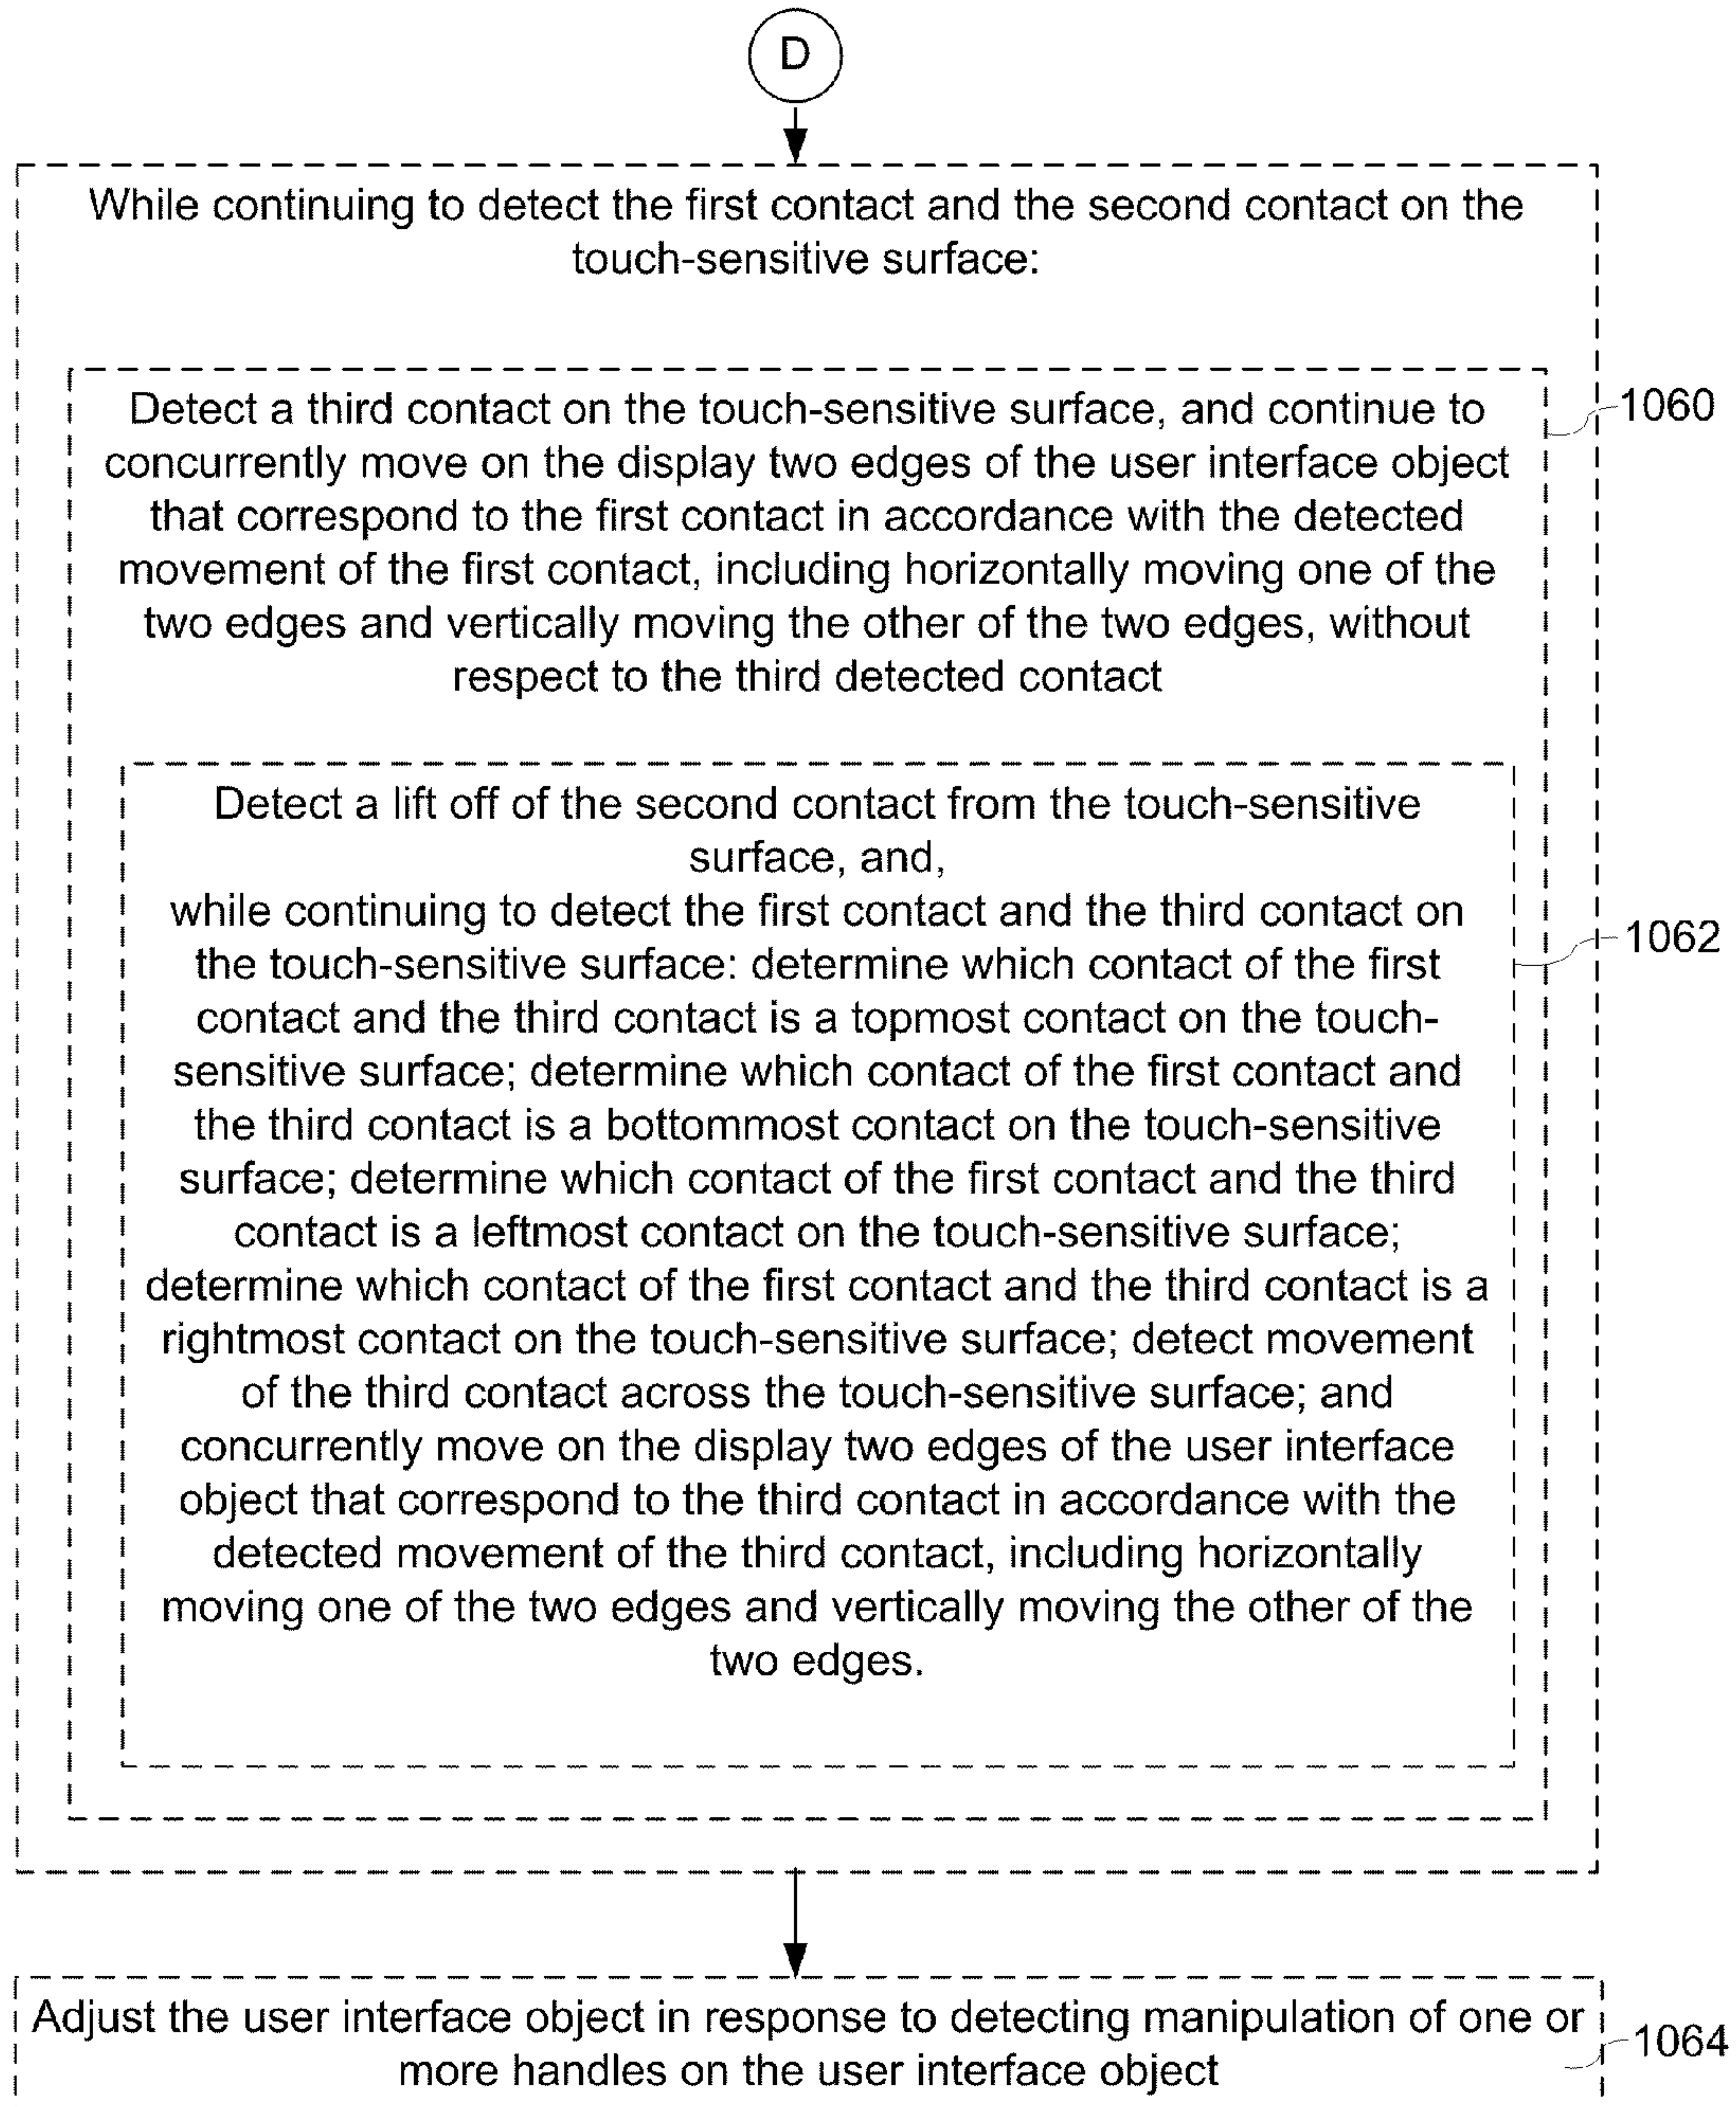 D
While continuing to detect the first contact and the second contact on the
touch-sensitive surface:
Detect a third contact on the touch-sensitive surface, and continue to
concurrently move on the display two edges of the user interface object
that correspond to the first contact in accordance with the detected
movement of the first contact, including horizontally moving one of the
two edges and vertically moving the other of the two edges, without
respect to the third detected contact
1060
Detect a lift off of the second contact from the touch-sensitive
surface, and,
while continuing to detect the first contact and the third contact on
the touch-sensitive surface: determine which contact of the first
contact and the third contact is a topmost contact on the touch-
sensitive surface; determine which contact of the first contact and
the third contact is a bottommost contact on the touch-sensitive
surface; determine which contact of the first contact and the third
contact is a leftmost contact on the touch-sensitive surface;
determine which contact of the first contact and the third contact is a
rightmost contact on the touch-sensitive surface; detect movement
of the third contact across the touch-sensitive surface; and
concurrently move on the display two edges of the user interface
object that correspond to the third contact in accordance with the
detected movement of the third contact, including horizontally
moving one of the two edges and vertically moving the other of the
two edges.
1062
Adjust the user interface object in response to detecting manipulation of one or
more handles on the user interface object
1064